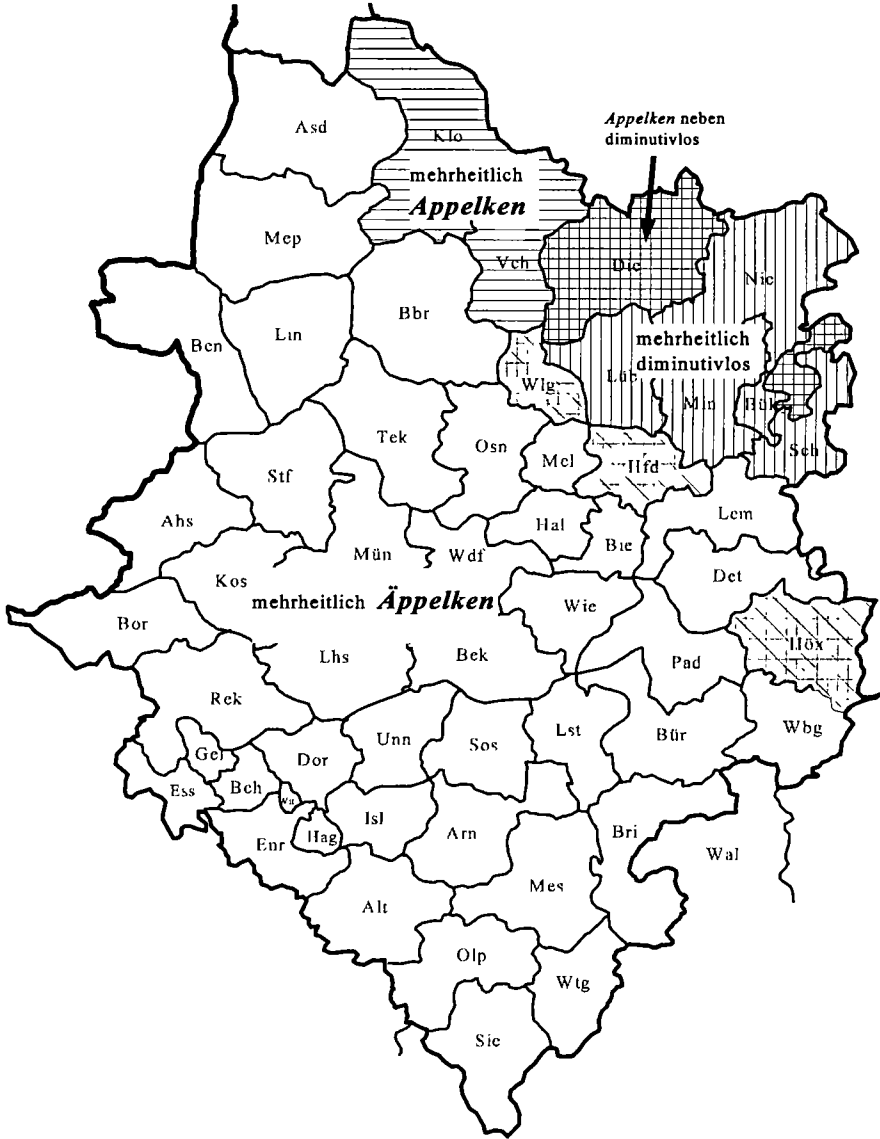 Appelken neben
diminutivlos
Asd
Klo
mehrheitlich
Appelken
Mep
Vch
Die
Nie
Ben
Lin
Bbr
mehrheitlich
diminutivlos
Wlg
Lüb
Min
Bük
Tek
Osn
Mel
Hfd
Sch
Stf
Ahs
Hal
Bie
Lem
Mün
Wdf
Kos
Det
mehrheitlich Äppelken
Wie
Bor
Lhs
Bek
Höx
Pad
Rek
Unn
Sos
Lst
Bür
Wbg
Gel
Dor
Ess
Bch
Isl
Enr
Hag
Arn
Bri
Wal
Alt
Mes
Olp
Wtg
Sie